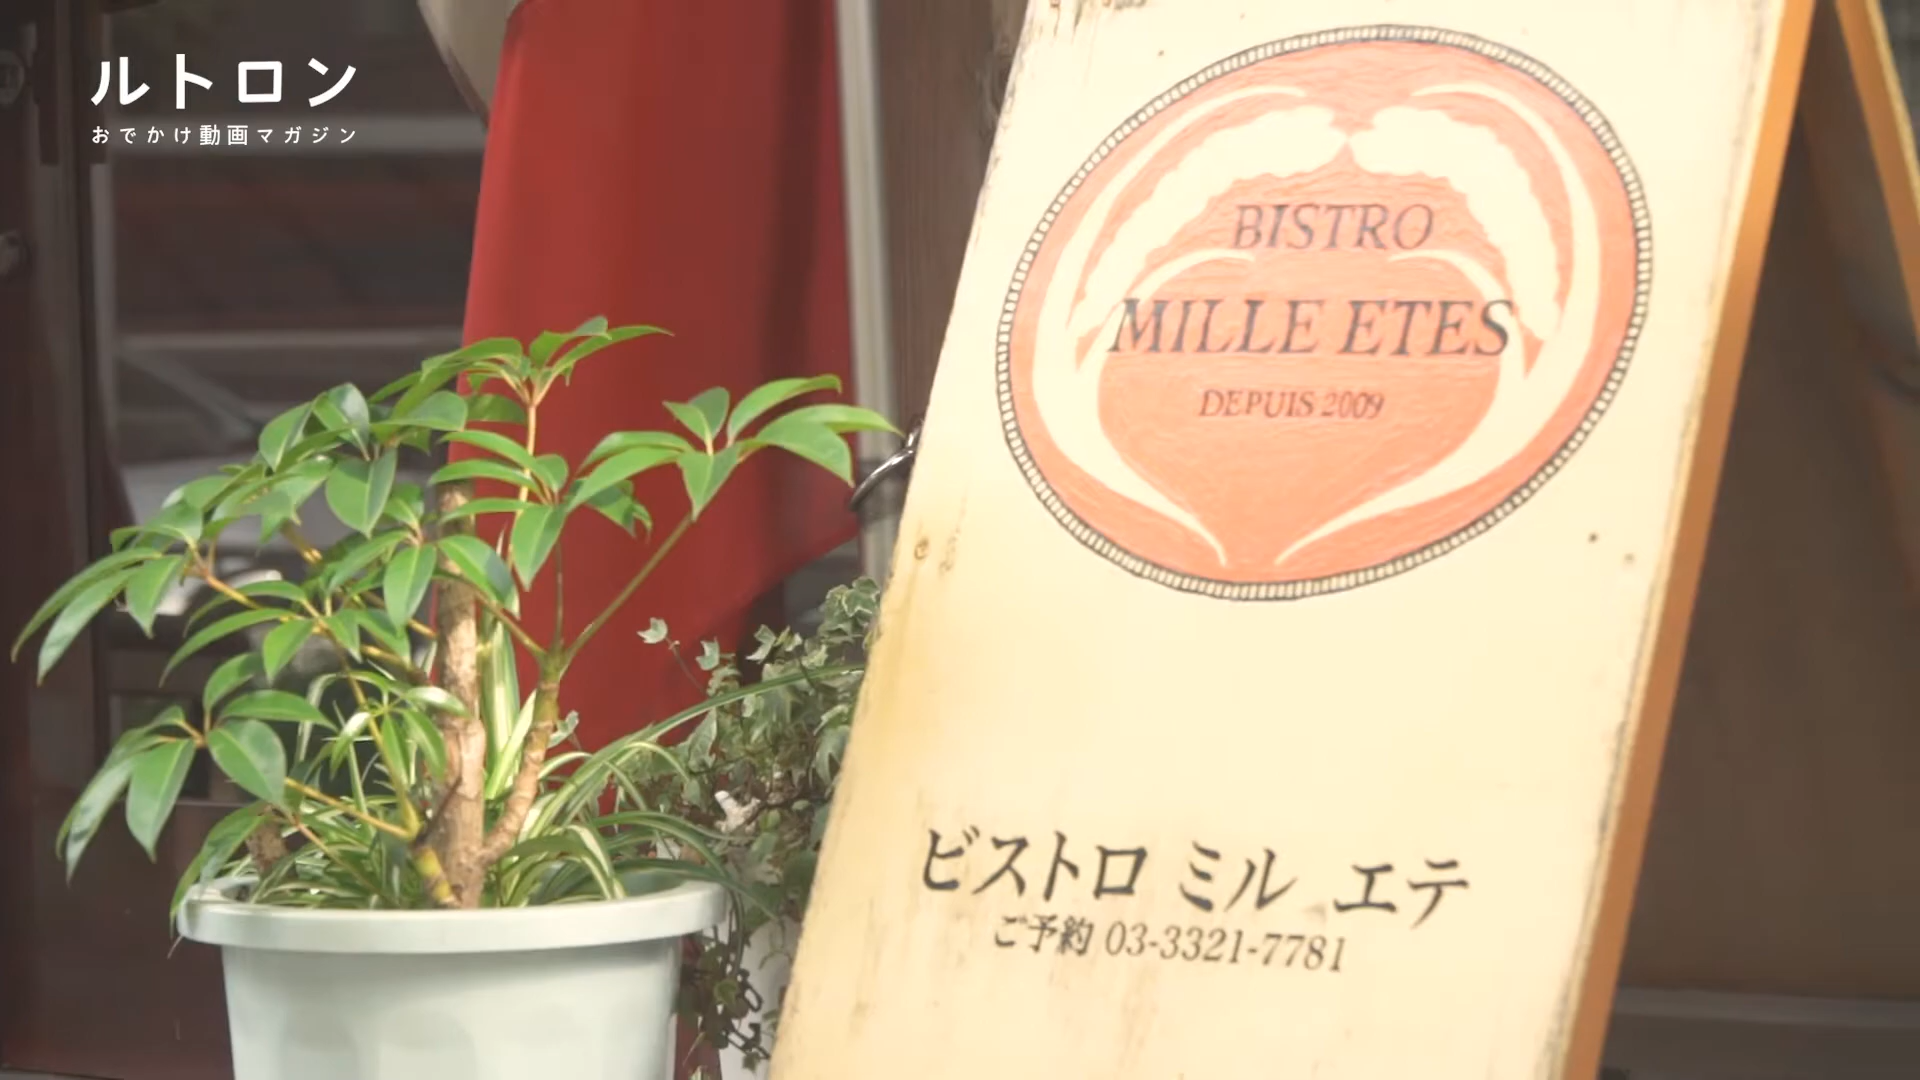 ルトロン
おでかけ動画マガジン
BISTRO
MILLE ETES
DEPUIS 2009
ビストロ ミル エテ
ご予約 03-3321-7781